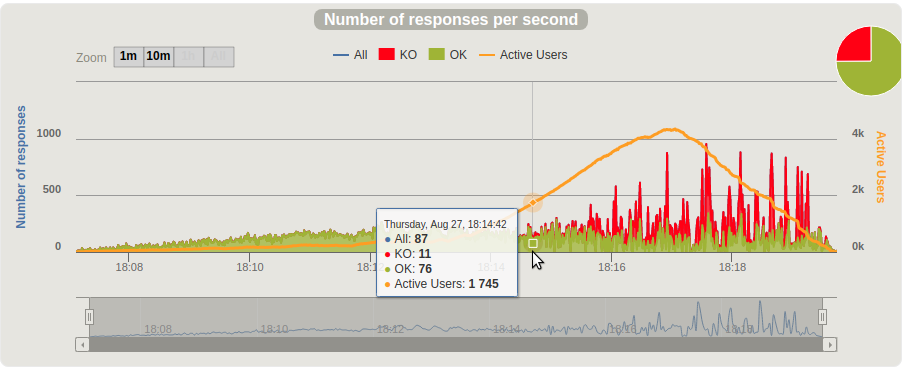 Number of responses per second
Zoom 1m 10m 1h All
All KO OK Active Users
Number of responses
1000
500
0
4k
2k
0k
Active Users
Thursday, Aug 27, 18:14:42
All: 87
KO: 11
OK: 76
Active Users: 1 745
18:08 18:10 18:12 18:14 18:16 18:18
18:08 18:10 18:12 18:14 18:16 18:18